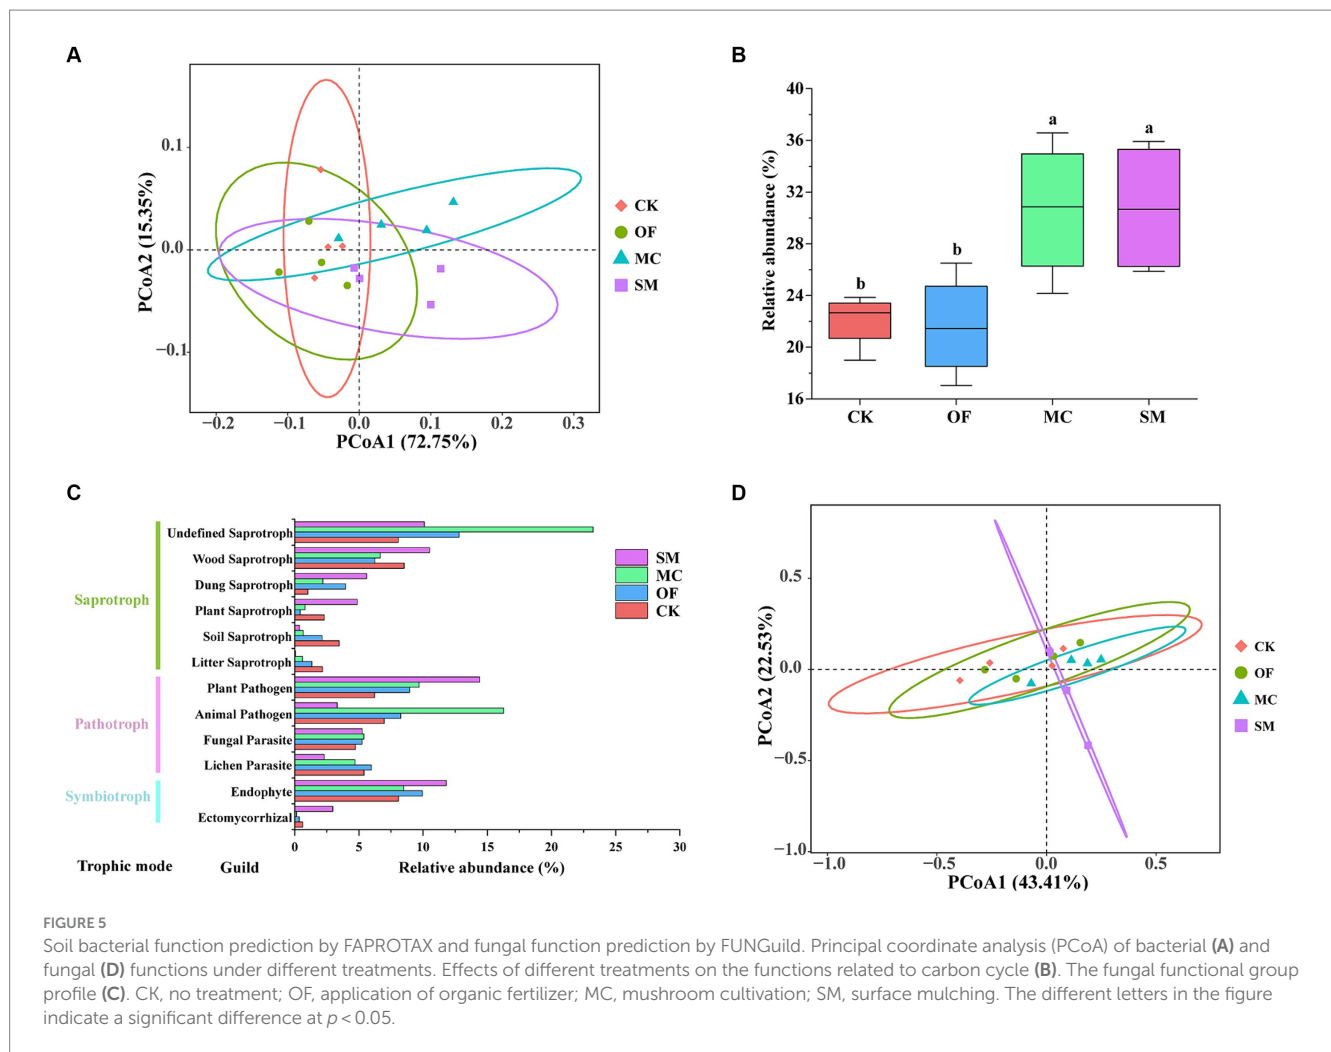 A
0.1
0.0
−0.1
PCoA2 (15.35%)
−0.2
−0.1
0.0
0.1
0.2
0.3
PCoA1 (72.75%)
CK
OF
MC
SM
B
40
36
32
28
24
20
16
Relative abundance (%)
b
b
a
a
CK
OF
MC
SM
C
Saprotroph
Pathotroph
Symbiotroph
Undefined Saprotroph
Wood Saprotroph
Dung Saprotroph
Plant Saprotroph
Soil Saprotroph
Litter Saprotroph
Plant Pathogen
Animal Pathogen
Fungal Parasite
Lichen Parasite
Endophyte
Ectomycorrhizal
SM
MC
OF
CK
0
5
10
15
20
25
30
Trophic mode
Guild
Relative abundance (%)
D
0.5
0.0
−0.5
−1.0
PCoA2 (22.53%)
−1.0
−0.5
0.0
0.5
PCoA1 (43.41%)
CK
OF
MC
SM
FIGURE 5
Soil bacterial function prediction by FAPROTAX and fungal function prediction by FUNGuild. Principal coordinate analysis (PCoA) of bacterial (A) and
fungal (D) functions under different treatments. Effects of different treatments on the functions related to carbon cycle (B). The fungal functional group
profile (C). CK, no treatment; OF, application of organic fertilizer; MC, mushroom cultivation; SM, surface mulching. The different letters in the figure
indicate a significant difference at p < 0.05.